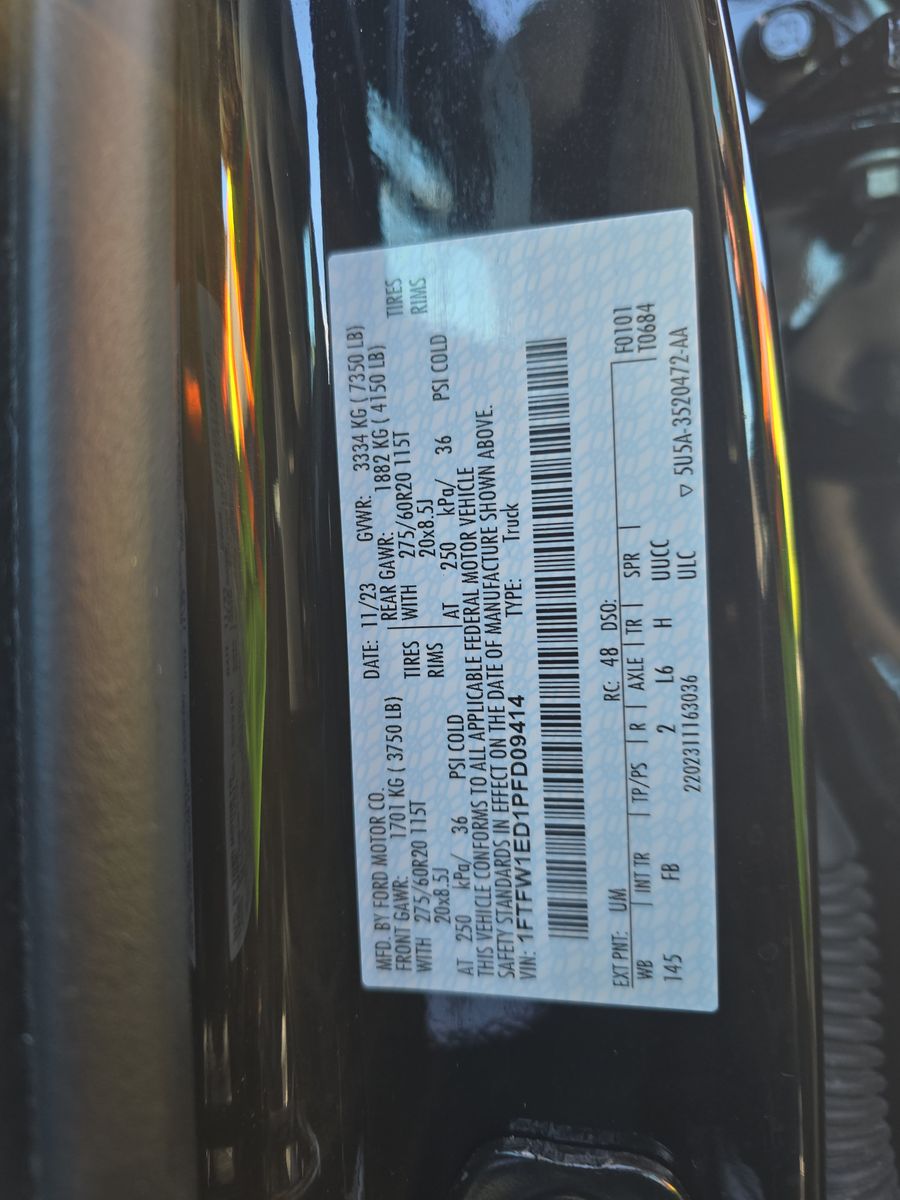 MFD. BY FORD MOTOR CO.
DATE: 11/23 GVWR: 3334 KG ( 7350 LB)
FRONT GAWR: 1701 KG ( 3750 LB) REAR GAWR: 1882 KG ( 4150 LB)
WITH 275/60R20 115T TIRES WITH 275/60R20 115T TIRES
20x8.5J RIMS 20x8.5J RIMS
AT 250 kPa/ 36 PSI COLD AT 250 kPa/ 36 PSI COLD
THIS VEHICLE CONFORMS TO ALL APPLICABLE FEDERAL MOTOR VEHICLE
SAFETY STANDARDS IN EFFECT ON THE DATE OF MANUFACTURE SHOWN ABOVE.
VIN: 1FTFW1ED1PFD09414 TYPE: Truck
EXT PNT: UM RC: 48 DSO: F0101
WB INT TR TP/PS R AXLE TR SPR T0684
145 FB 2 L6 H UUCC
2202311163036 ULC ▽ 5U5A-3520472-AA